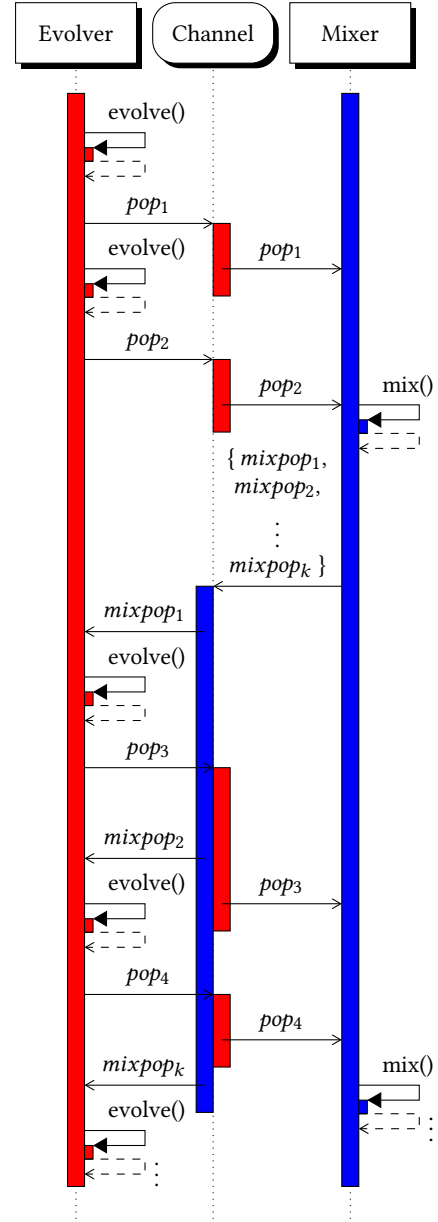 Evolver Channel Mixer
evolve()
pop₁
evolve() pop₁
pop₂
pop₂ mix()
{ mixpop₁,
mixpop₂,
⋮
mixpopₖ }
mixpop₁
evolve()
pop₃
mixpop₂
evolve() pop₃
pop₄
pop₄
mixpopₖ mix()
evolve() ⋮
⋮